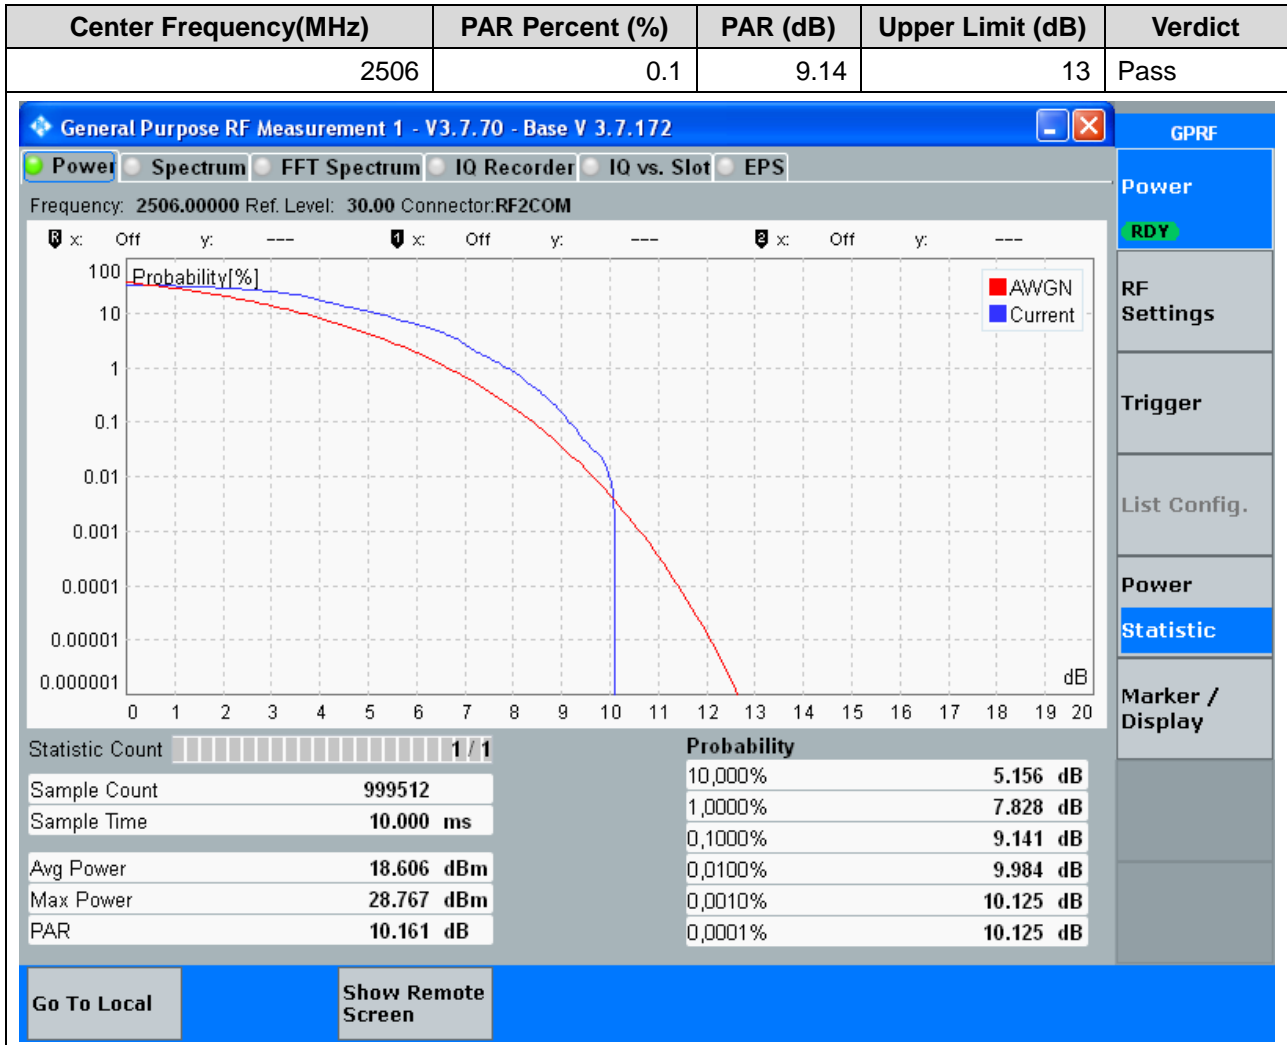 Center Frequency(MHz) PAR Percent (%) PAR (dB) Upper Limit (dB) Verdict
2506 0.1 9.14 13 Pass
General Purpose RF Measurement 1 - V3.7.70 - Base V 3.7.172
GPRF
Power Spectrum FFT Spectrum IQ Recorder IQ vs. Slot EPS
Power
RDY
Frequency: 2506.00000 Ref. Level: 30.00 Connector:RF2COM
R x: Off y: --- 1 x: Off y: --- 2 x: Off y: ---
Probability[%]
100
10
1
0.1
0.01
0.001
0.0001
0.00001
0.000001
AWGN
Current
dB
0 1 2 3 4 5 6 7 8 9 10 11 12 13 14 15 16 17 18 19 20
RF
Settings
Trigger
List Config.
Power
Statistic
Marker /
Display
Statistic Count 1 / 1
Sample Count 999512
Sample Time 10.000 ms
Avg Power 18.606 dBm
Max Power 28.767 dBm
PAR 10.161 dB
Probability
10,000% 5.156 dB
1,0000% 7.828 dB
0,1000% 9.141 dB
0,0100% 9.984 dB
0,0010% 10.125 dB
0,0001% 10.125 dB
Go To Local
Show Remote
Screen